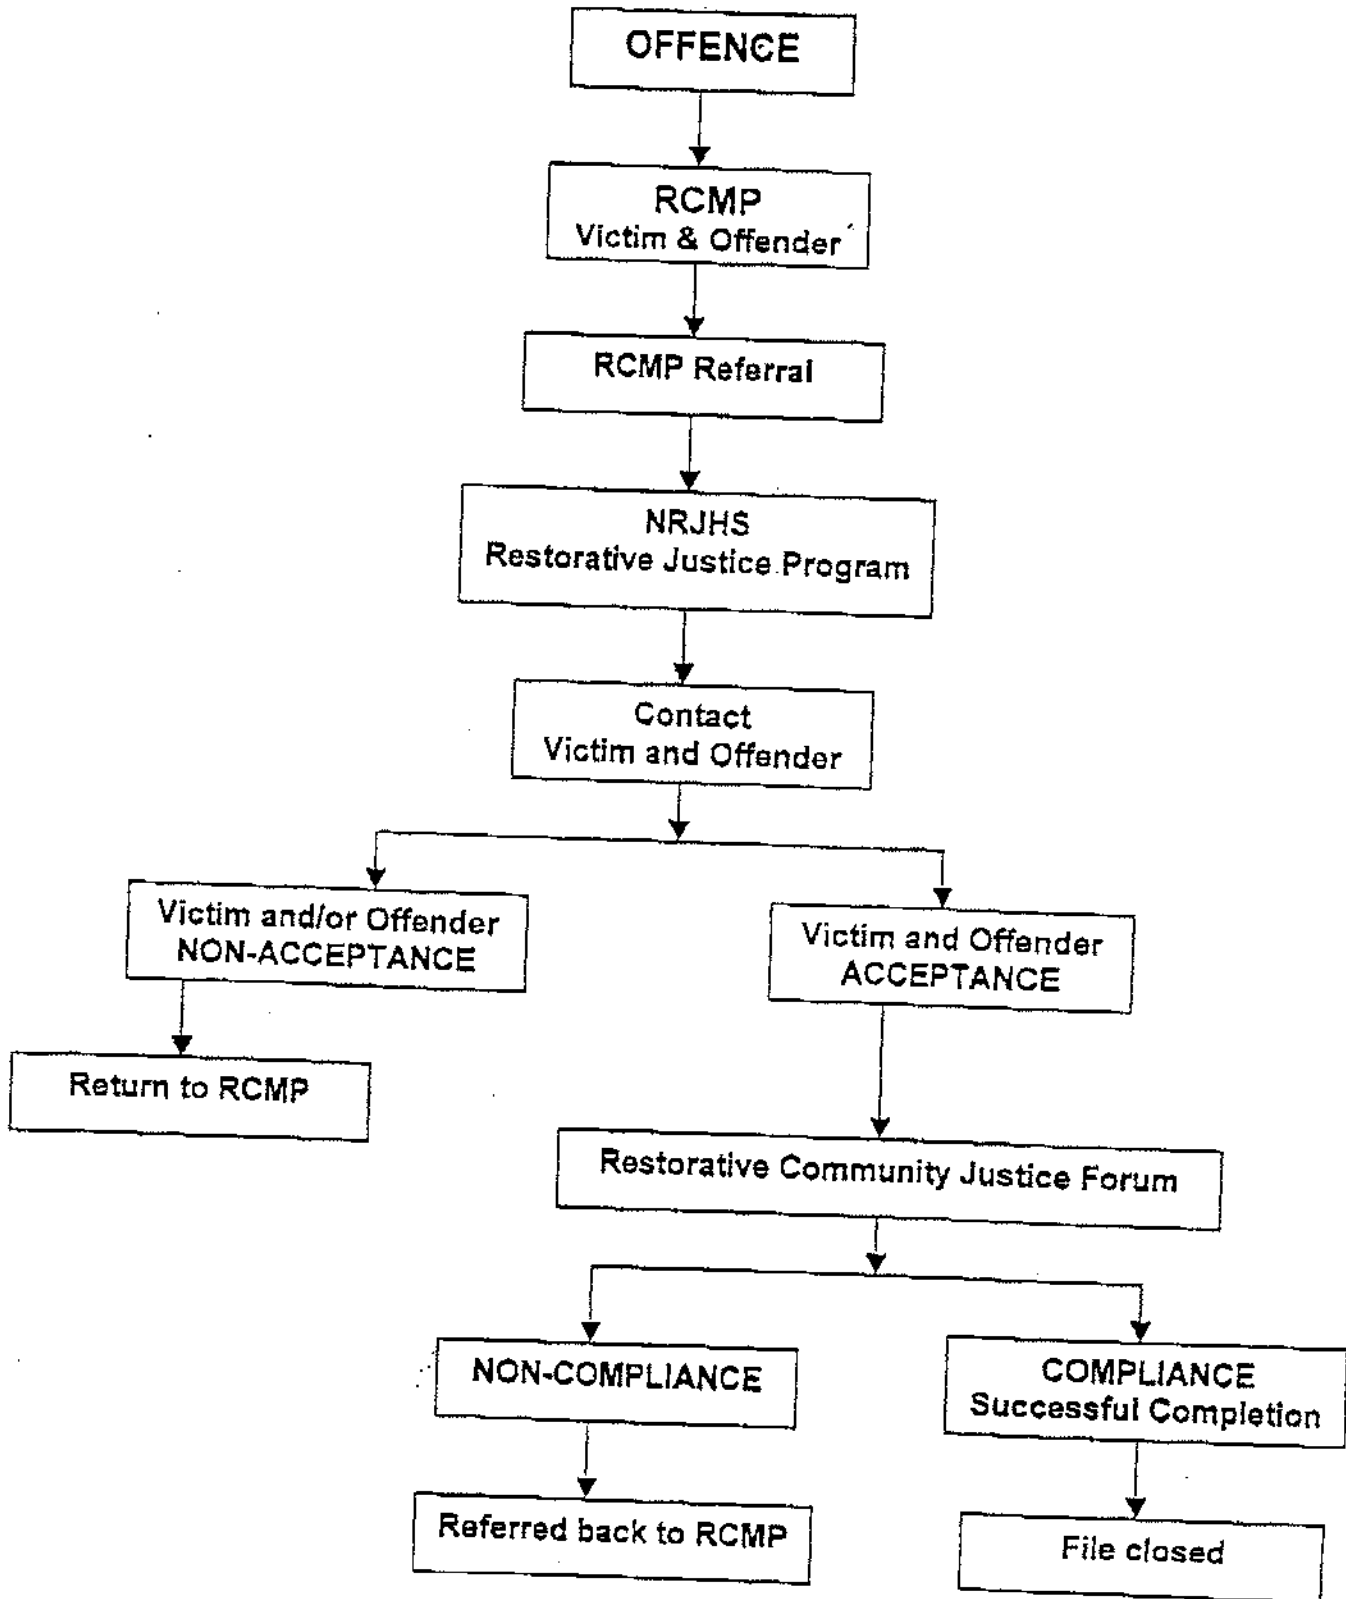 OFFENCE
RCMP
Victim & Offender
RCMP Referral
NRJHS
Restorative Justice Program
Contact
Victim and Offender
Victim and/or Offender
NON-ACCEPTANCE
Victim and Offender
ACCEPTANCE
Return to RCMP
Restorative Community Justice Forum
NON-COMPLIANCE
COMPLIANCE
Successful Completion
Referred back to RCMP
File closed